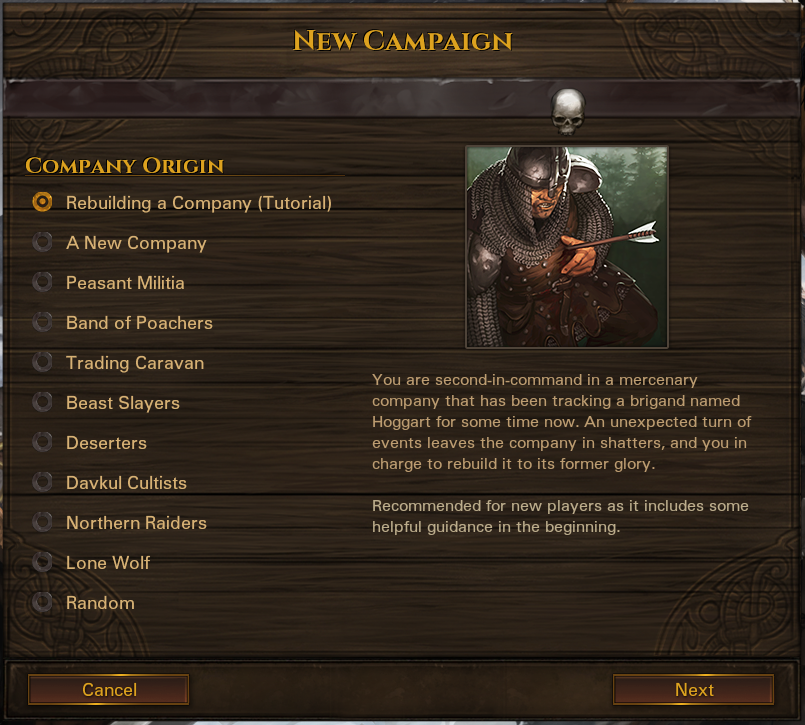 New Campaign
Company Origin
Rebuilding a Company (Tutorial)
A New Company
Peasant Militia
Band of Poachers
Trading Caravan
Beast Slayers
Deserters
Davkul Cultists
Northern Raiders
Lone Wolf
Random
You are second-in-command in a mercenary
company that has been tracking a brigand named
Hoggart for some time now. An unexpected turn of
events leaves the company in shatters, and you in
charge to rebuild it to its former glory.
Recommended for new players as it includes some
helpful guidance in the beginning.
Cancel
Next